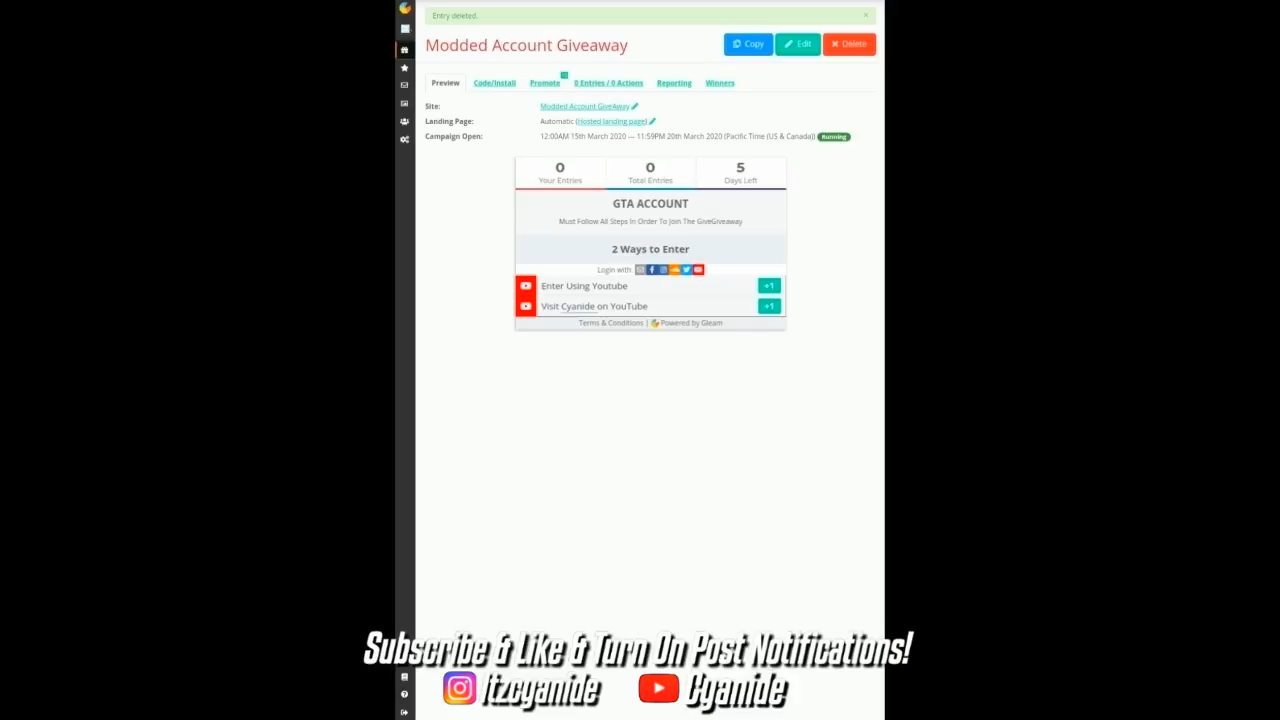 Entry deleted.
×
Modded Account Giveaway
Copy
Edit
Delete
Preview
Code/Install
Promote
0 Entries / 0 Actions
Reporting
Winners
Site: Modded Account GiveAway
Landing Page: Automatic (Hosted landing page)
Campaign Open: 12:00AM 15th March 2020 — 11:59PM 20th March 2020 (Pacific Time (US & Canada)) Running
0 0 5
Your Entries Total Entries Days Left
GTA ACCOUNT
Must Follow All Steps In Order To Join The GiveGiveaway
2 Ways to Enter
Login with:
Enter Using Youtube +1
Visit Cyanide on YouTube +1
Terms & Conditions | Powered by Gleam
Subscribe & Like & Turn On Post Notifications!
Itzcyanide Cyanide